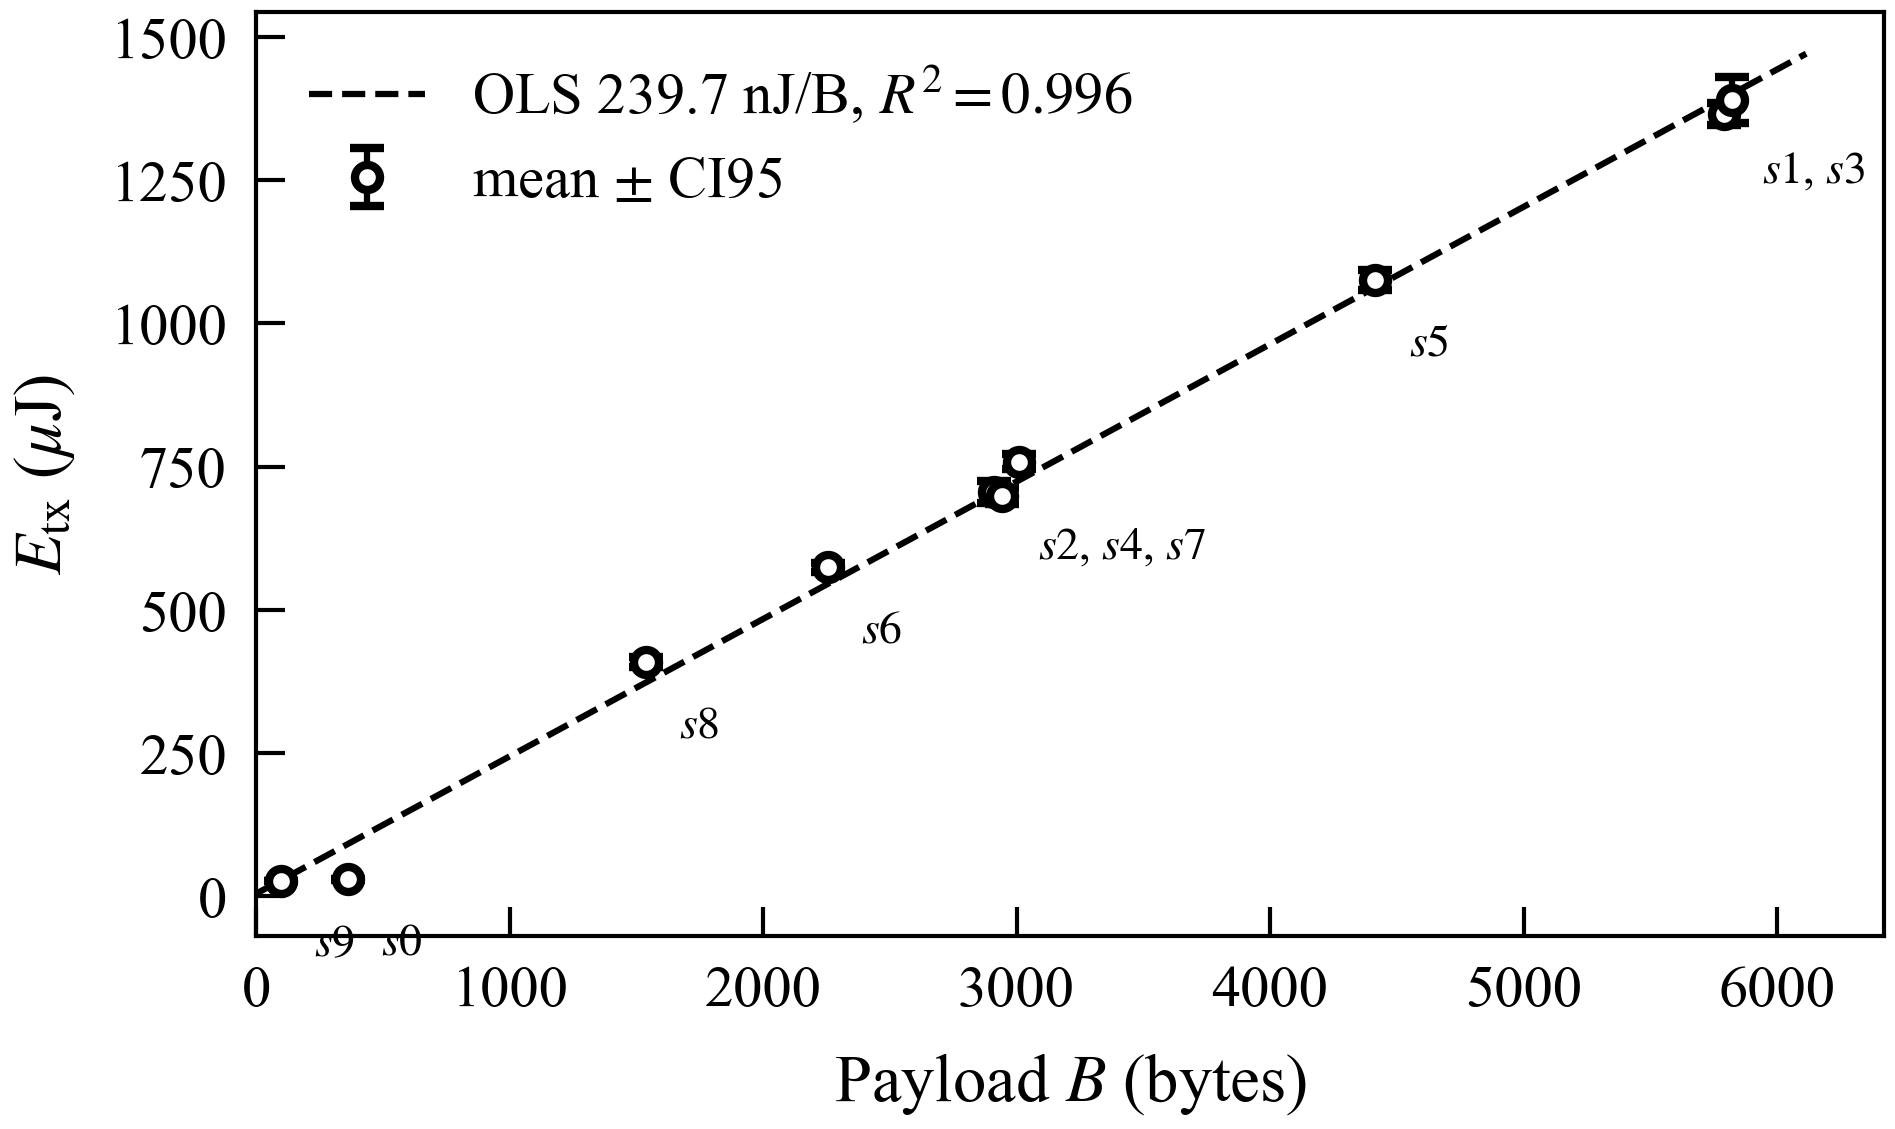 1500
1250
1000
750
500
250
0
E_tx (μJ)
OLS 239.7 nJ/B, R² = 0.996
mean ± CI95
s1, s3
s5
s2, s4, s7
s6
s8
s9 s0
0 1000 2000 3000 4000 5000 6000
Payload B (bytes)